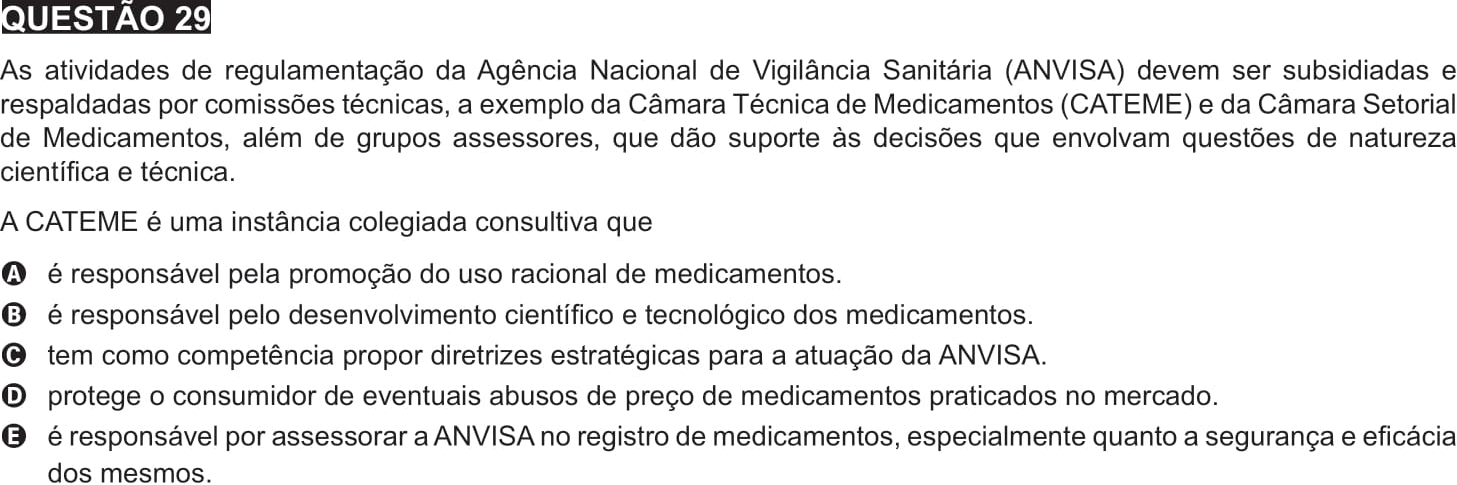 QUESTÃO 29
As atividades de regulamentação da Agência Nacional de Vigilância Sanitária (ANVISA) devem ser subsidiadas e
respaldadas por comissões técnicas, a exemplo da Câmara Técnica de Medicamentos (CATEME) e da Câmara Setorial
de Medicamentos, além de grupos assessores, que dão suporte às decisões que envolvam questões de natureza
científica e técnica.
A CATEME é uma instância colegiada consultiva que
A é responsável pela promoção do uso racional de medicamentos.
B é responsável pelo desenvolvimento científico e tecnológico dos medicamentos.
C tem como competência propor diretrizes estratégicas para a atuação da ANVISA.
D protege o consumidor de eventuais abusos de preço de medicamentos praticados no mercado.
E é responsável por assessorar a ANVISA no registro de medicamentos, especialmente quanto a segurança e eficácia
dos mesmos.